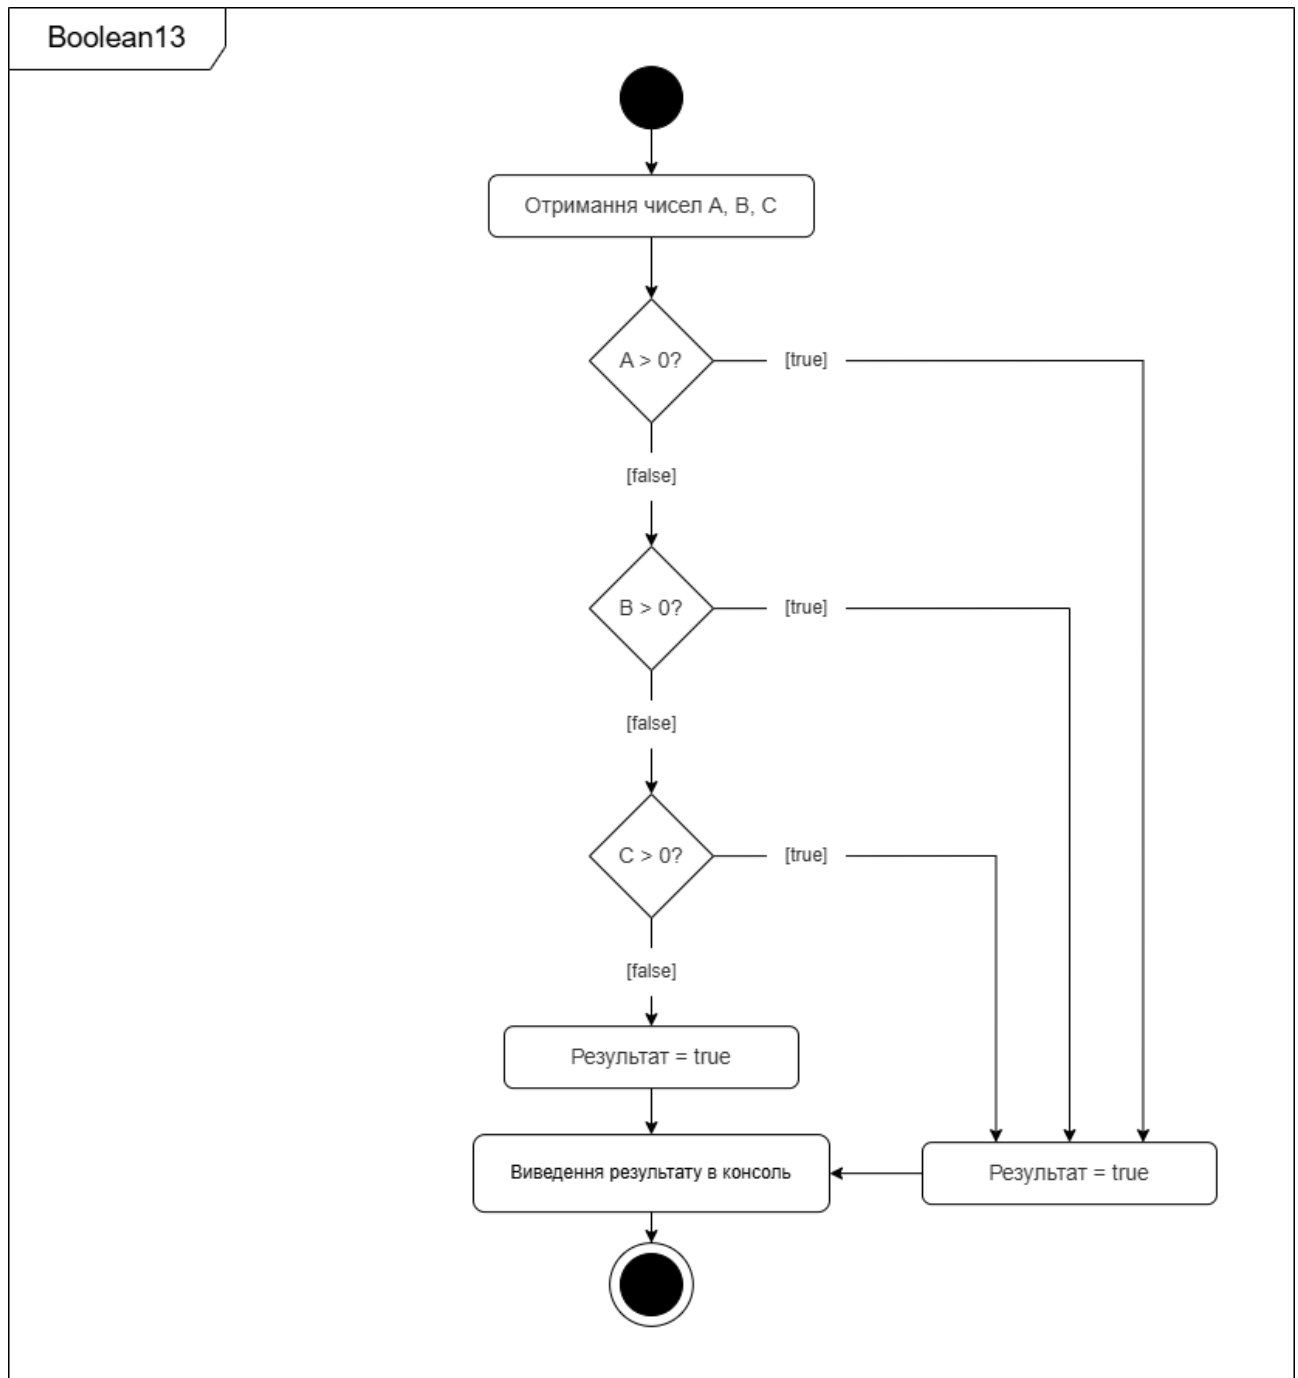 Boolean13
Отримання чисел A, B, C
A > 0?
[true]
[false]
B > 0?
[true]
[false]
C > 0?
[true]
[false]
Результат = true
Виведення результату в консоль
Результат = true